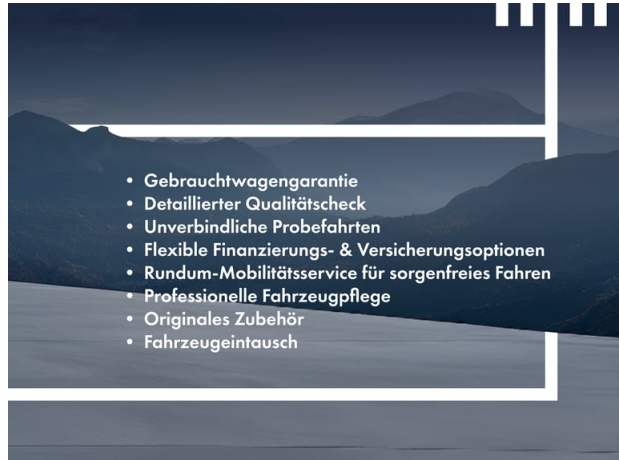 • Gebrauchtwagengarantie
• Detaillierter Qualitätscheck
• Unverbindliche Probefahrten
• Flexible Finanzierungs- & Versicherungsoptionen
• Rundum-Mobilitätsservice für sorgenfreies Fahren
• Professionelle Fahrzeugpflege
• Originales Zubehör
• Fahrzeugeintausch